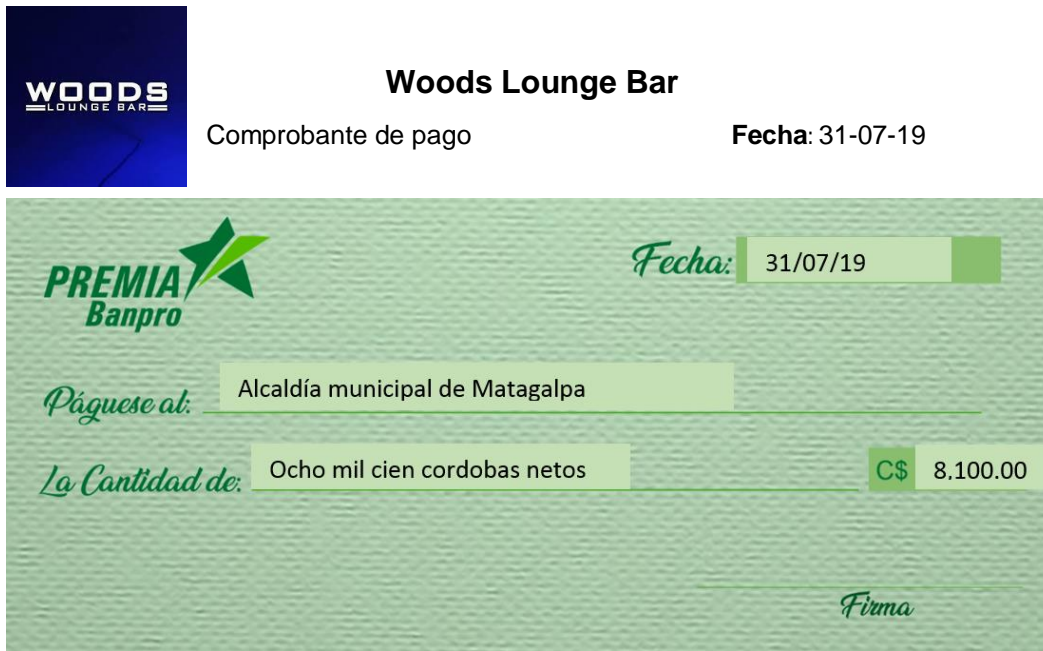 WOODS
LOUNGE BAR
Woods Lounge Bar
Comprobante de pago Fecha: 31-07-19
PREMIA
Banpro
Fecha: 31/07/19
Páguese al: Alcaldía municipal de Matagalpa
La Cantidad de: Ocho mil cien cordobas netos C$ 8,100.00
Firma